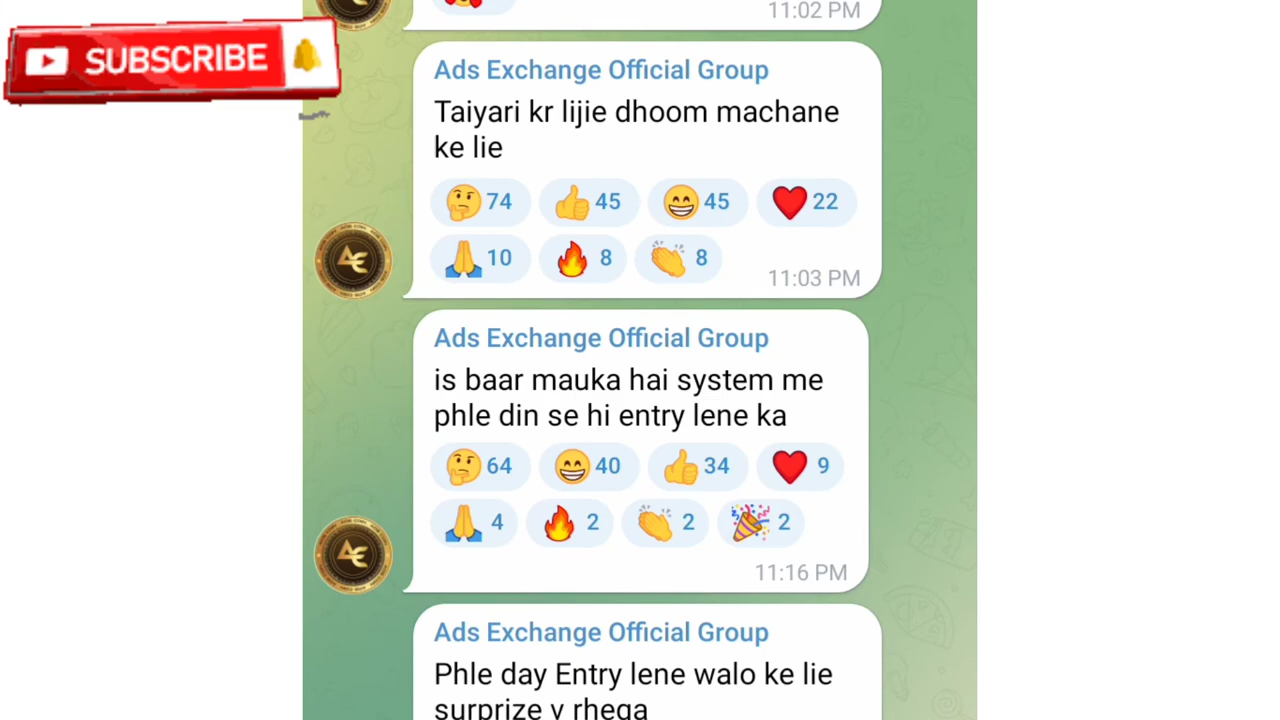 11:02 PM
SUBSCRIBE
Ads Exchange Official Group
Taiyari kr lijie dhoom machane
ke lie
74 45 45 22
10 8 8
11:03 PM
Ads Exchange Official Group
is baar mauka hai system me
phle din se hi entry lene ka
64 40 34 9
4 2 2 2
11:16 PM
Ads Exchange Official Group
Phle day Entry lene walo ke lie
surprize v rhega